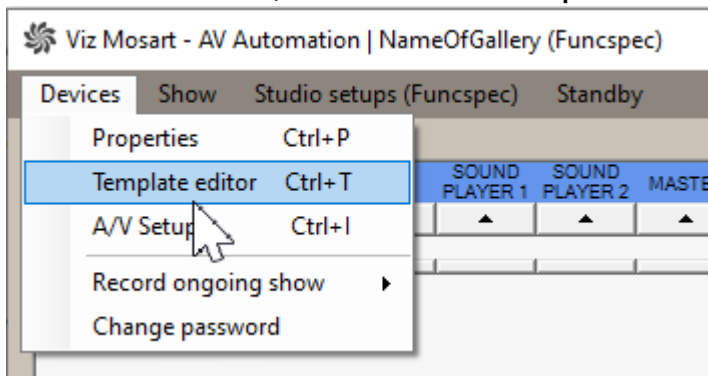 Viz Mosart - AV Automation | NameOfGallery (Funcspec)
Devices Show Studio setups (Funcspec) Standby
Properties Ctrl+P
Template editor Ctrl+T
SOUND PLAYER 1 SOUND PLAYER 2
A/V Setup Ctrl+I
Record ongoing show
Change password